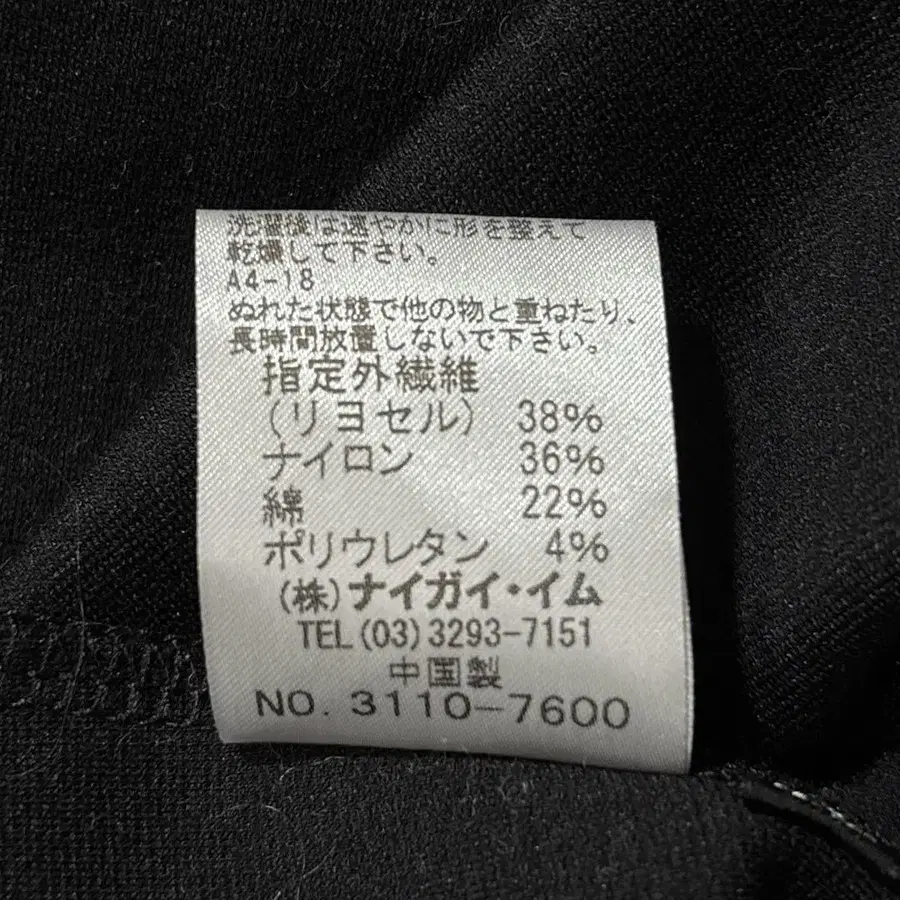 洗濯後は速やかに形を整えて
乾燥して下さい。
A4-18
ぬれた状態で他の物と重ねたり、
長時間放置しないで下さい。
指定外繊維
(リヨセル) 38%
ナイロン 36%
綿 22%
ポリウレタン 4%
(株)ナイガイ・イム
TEL(03)3293-7151
中国製
NO. 3110-7600